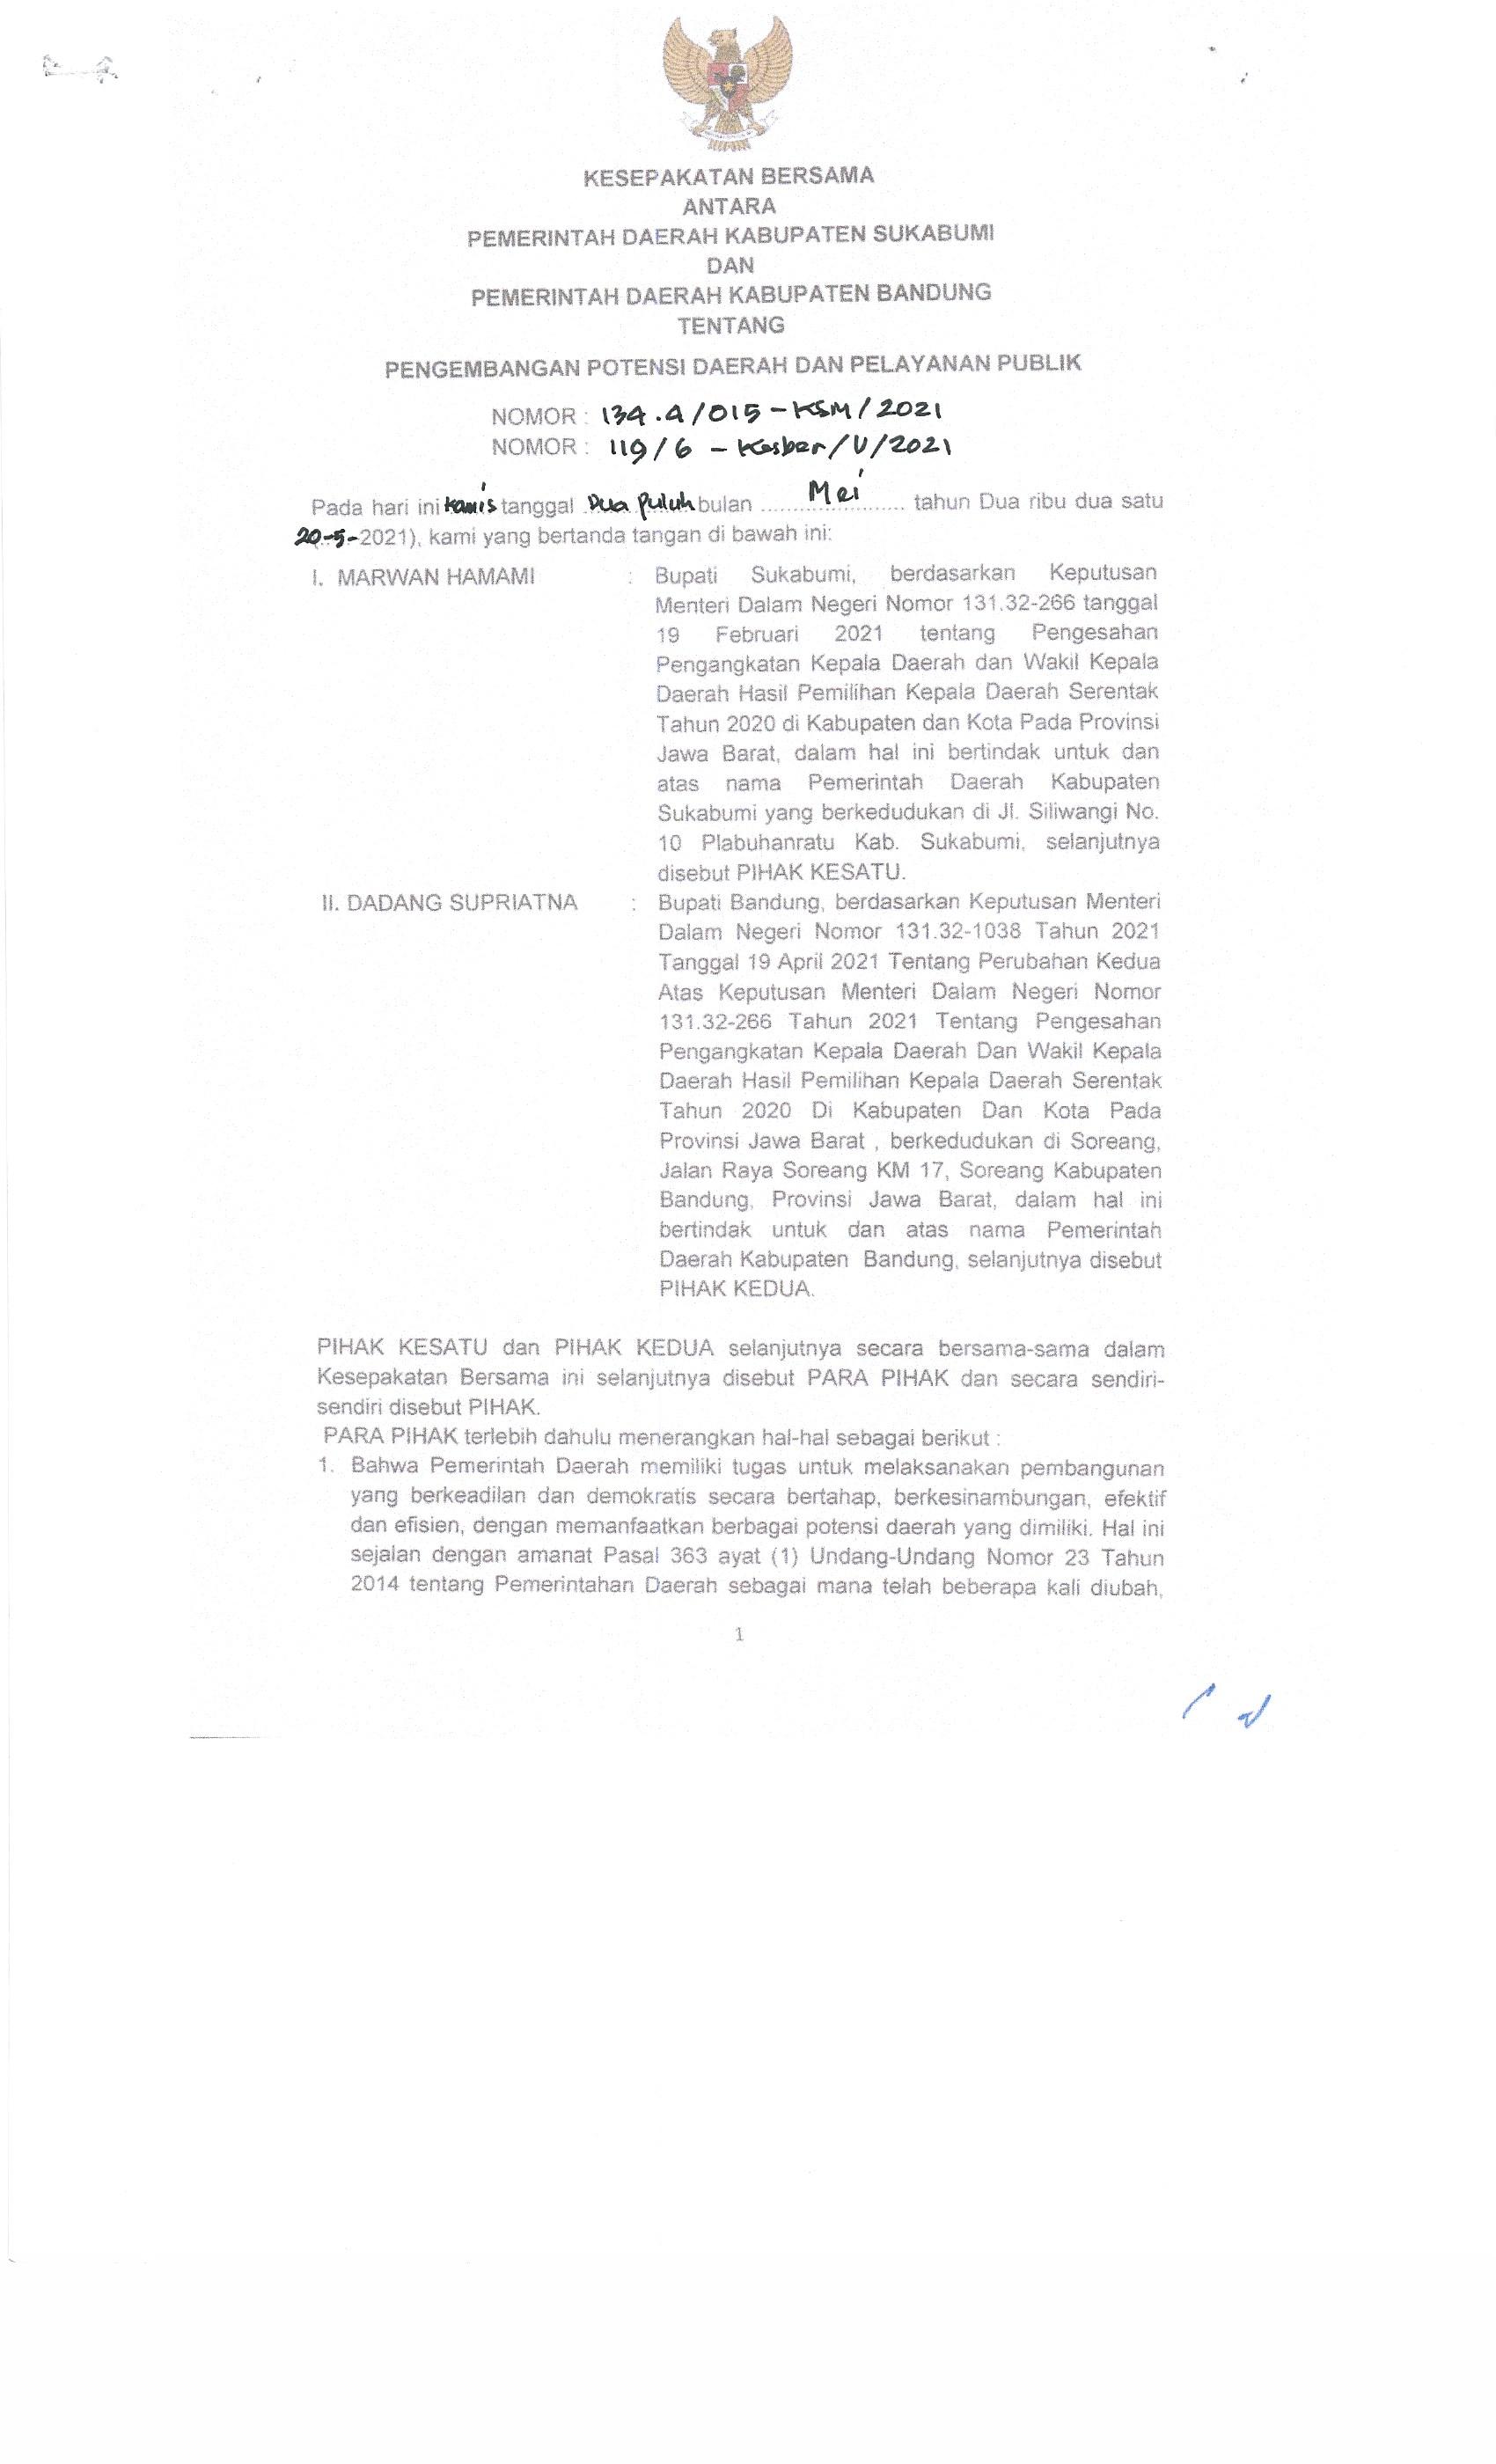 KESEPAKATAN BERSAMA
ANTARA
PEMERINTAH DAERAH KABUPATEN SUKABUMI
DAN
PEMERINTAH DAERAH KABUPATEN BANDUNG
TENTANG
PENGEMBANGAN POTENSI DAERAH DAN PELAYANAN PUBLIK
NOMOR : 134.4/015-KSM/2021
NOMOR : 119/6 - Kesber/V/2021
Pada hari ini Kamis tanggal Dua Puluh bulan Mei tahun Dua ribu dua satu
20-5-2021), kami yang bertanda tangan di bawah ini:
I. MARWAN HAMAMI : Bupati Sukabumi, berdasarkan Keputusan
Menteri Dalam Negeri Nomor 131.32-266 tanggal
19 Februari 2021 tentang Pengesahan
Pengangkatan Kepala Daerah dan Wakil Kepala
Daerah Hasil Pemilihan Kepala Daerah Serentak
Tahun 2020 di Kabupaten dan Kota Pada Provinsi
Jawa Barat, dalam hal ini bertindak untuk dan
atas nama Pemerintah Daerah Kabupaten
Sukabumi yang berkedudukan di Jl. Siliwangi No.
10 Plabuhanratu Kab. Sukabumi, selanjutnya
disebut PIHAK KESATU.
II. DADANG SUPRIATNA : Bupati Bandung, berdasarkan Keputusan Menteri
Dalam Negeri Nomor 131.32-1038 Tahun 2021
Tanggal 19 April 2021 Tentang Perubahan Kedua
Atas Keputusan Menteri Dalam Negeri Nomor
131.32-266 Tahun 2021 Tentang Pengesahan
Pengangkatan Kepala Daerah Dan Wakil Kepala
Daerah Hasil Pemilihan Kepala Daerah Serentak
Tahun 2020 Di Kabupaten Dan Kota Pada
Provinsi Jawa Barat , berkedudukan di Soreang,
Jalan Raya Soreang KM 17, Soreang Kabupaten
Bandung, Provinsi Jawa Barat, dalam hal ini
bertindak untuk dan atas nama Pemerintah
Daerah Kabupaten Bandung, selanjutnya disebut
PIHAK KEDUA.
PIHAK KESATU dan PIHAK KEDUA selanjutnya secara bersama-sama dalam
Kesepakatan Bersama ini selanjutnya disebut PARA PIHAK dan secara sendiri-
sendiri disebut PIHAK.
PARA PIHAK terlebih dahulu menerangkan hal-hal sebagai berikut :
1. Bahwa Pemerintah Daerah memiliki tugas untuk melaksanakan pembangunan
yang berkeadilan dan demokratis secara bertahap, berkesinambungan, efektif
dan efisien, dengan memanfaatkan berbagai potensi daerah yang dimiliki. Hal ini
sejalan dengan amanat Pasal 363 ayat (1) Undang-Undang Nomor 23 Tahun
2014 tentang Pemerintahan Daerah sebagai mana telah beberapa kali diubah,
1